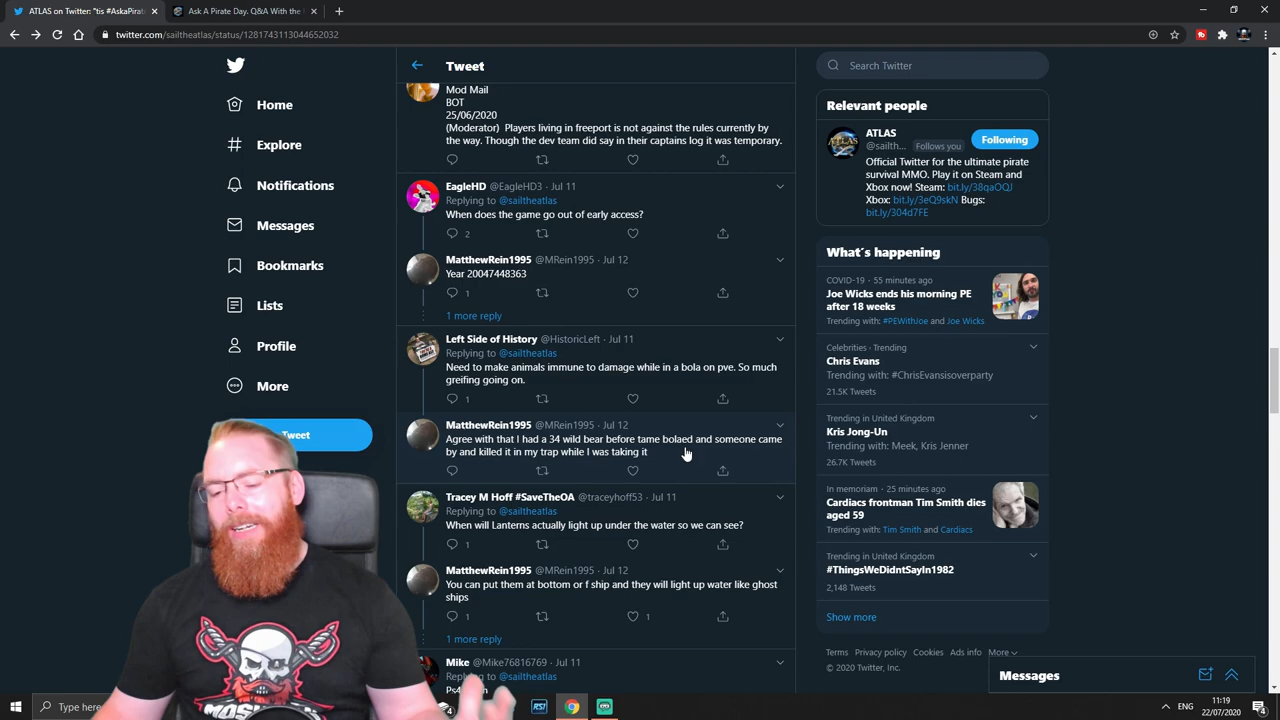 ATLAS on Twitter: "'tis #AskaPirate
Ask A Pirate Day. Q&A With the
twitter.com/sailtheatlas/status/1281743113044652032
Home
Explore
Notifications
Messages
Bookmarks
Lists
Profile
More
Tweet
Tweet
Mod Mail
BOT
25/06/2020
(Moderator) Players living in freeport is not against the rules currently by
the way. Though the dev team did say in their captains log it was temporary.
EagleHD @EagleHD3 · Jul 11
Replying to @sailtheatlas
When does the game go out of early access?
2
MatthewRein1995 @MRein1995 · Jul 12
Year 20047448363
1
1 more reply
Left Side of History @HistoricLeft · Jul 11
Replying to @sailtheatlas
Need to make animals immune to damage while in a bola on pve. So much
greifing going on.
1
MatthewRein1995 @MRein1995 · Jul 12
Agree with that I had a 34 wild bear before tame bolaed and someone came
by and killed it in my trap while I was taking it
Tracey M Hoff #SaveTheOA @traceyhoff53 · Jul 11
Replying to @sailtheatlas
When will Lanterns actually light up under the water so we can see?
1
MatthewRein1995 @MRein1995 · Jul 12
You can put them at bottom or f ship and they will light up water like ghost
ships
1 1
1 more reply
Mike @Mike76816769 · Jul 11
Replying to @sailtheatlas
Search Twitter
Relevant people
ATLAS
@sailth... Follows you
Following
Official Twitter for the ultimate pirate
survival MMO. Play it on Steam and
Xbox now! Steam: bit.ly/38qaOQJ
Xbox: bit.ly/3eQ9skN Bugs:
bit.ly/304d7FE
What's happening
COVID-19 · 55 minutes ago
Joe Wicks ends his morning PE
after 18 weeks
Trending with: #PEWithJoe and Joe Wicks
Celebrities · Trending
Chris Evans
Trending with: #ChrisEvansisoverparty
21.5K Tweets
Trending in United Kingdom
Kris Jong-Un
Trending with: Meek, Kris Jenner
26.7K Tweets
In memoriam · 25 minutes ago
Cardiacs frontman Tim Smith dies
aged 59
Trending with: Tim Smith and Cardiacs
Trending in United Kingdom
#ThingsWeDidntSayIn1982
2,148 Tweets
Show more
Terms Privacy policy Cookies Ads info More
© 2020 Twitter, Inc.
Messages
Type here
RSI
ENG
11:19
22/07/2020
4